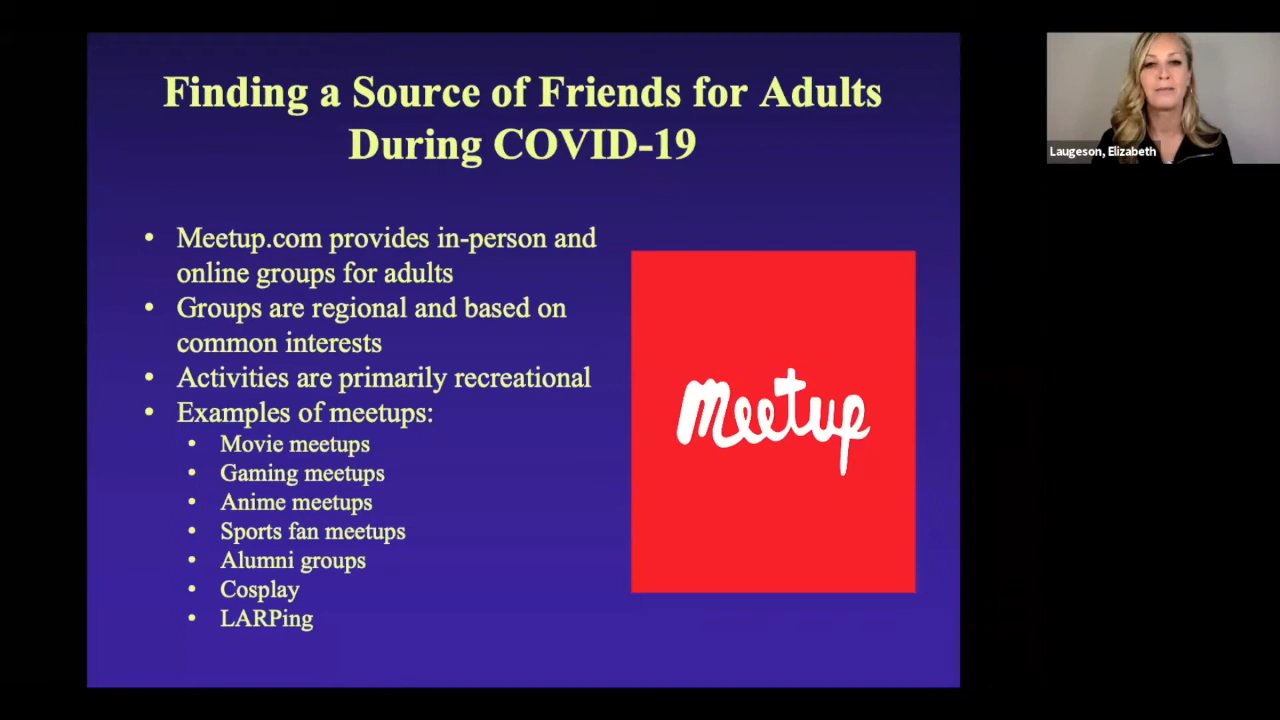 Finding a Source of Friends for Adults
During COVID-19
Laugeson, Elizabeth
• Meetup.com provides in-person and
online groups for adults
• Groups are regional and based on
common interests
• Activities are primarily recreational
• Examples of meetups:
• Movie meetups
• Gaming meetups
• Anime meetups
• Sports fan meetups
• Alumni groups
• Cosplay
• LARPing
meetup